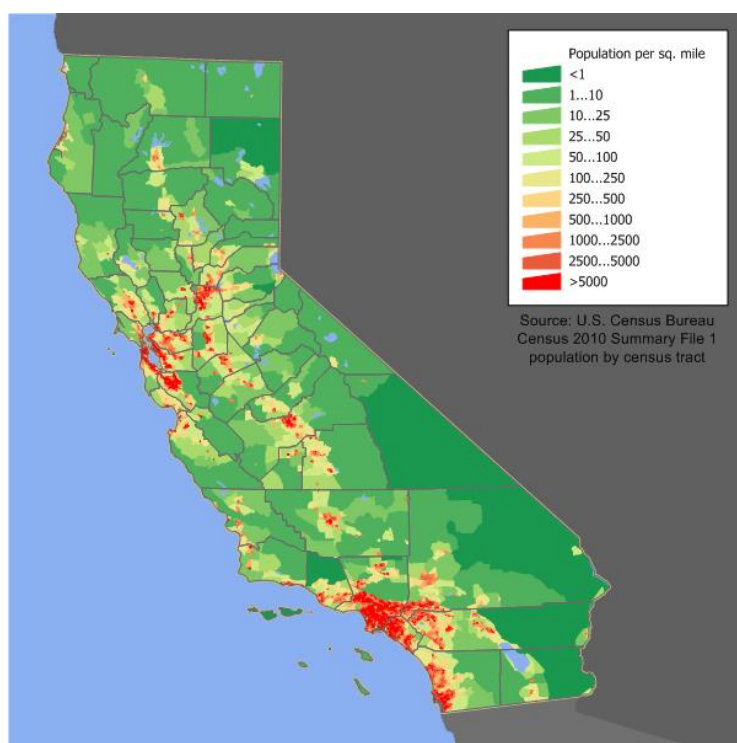 Population per sq. mile
<1
1...10
10...25
25...50
50...100
100...250
250...500
500...1000
1000...2500
2500...5000
>5000
Source: U.S. Census Bureau
Census 2010 Summary File 1
population by census tract